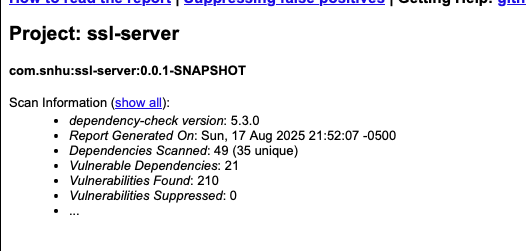 How to read the report | Suppressing false positives | Getting Help: gith
Project: ssl-server
com.snhu:ssl-server:0.0.1-SNAPSHOT
Scan Information (show all):
• dependency-check version: 5.3.0
• Report Generated On: Sun, 17 Aug 2025 21:52:07 -0500
• Dependencies Scanned: 49 (35 unique)
• Vulnerable Dependencies: 21
• Vulnerabilities Found: 210
• Vulnerabilities Suppressed: 0
• ...